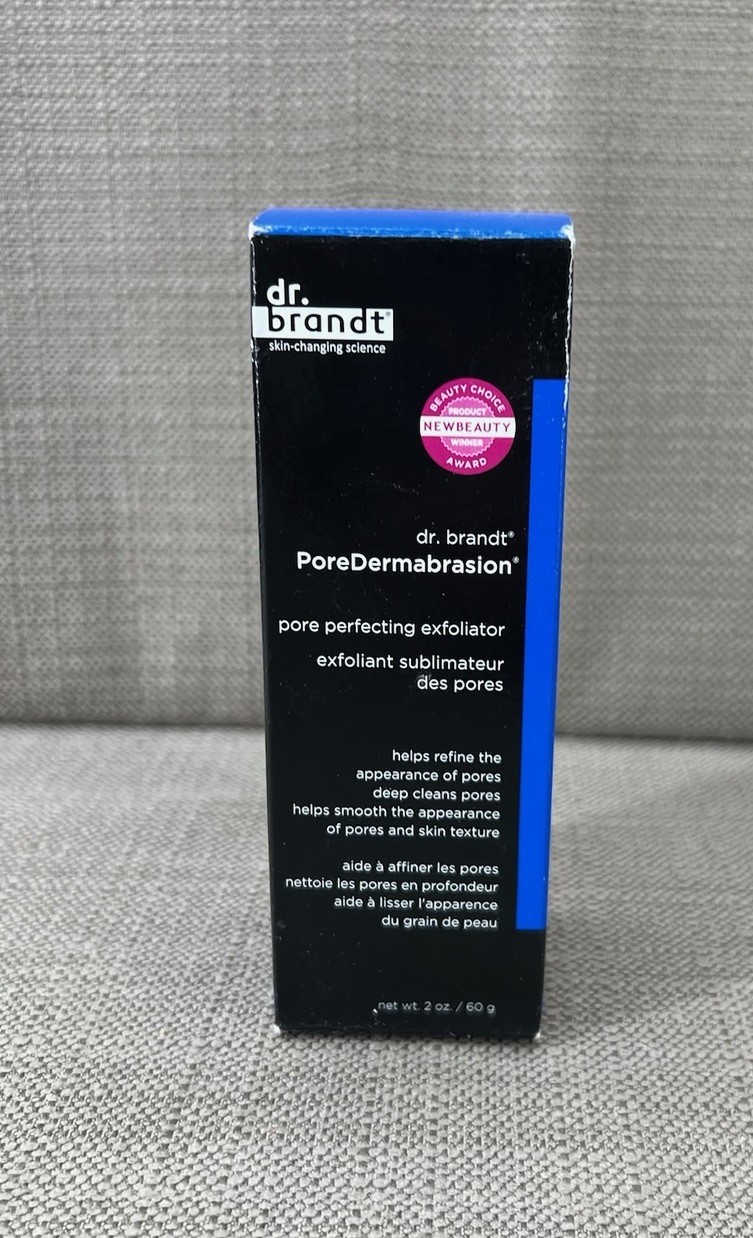 dr.
brandt®
skin-changing science
BEAUTY CHOICE
PRODUCT
NEWBEAUTY
WINNER
AWARD
dr. brandt®
PoreDermabrasion®
pore perfecting exfoliator
exfoliant sublimateur
des pores
helps refine the
appearance of pores
deep cleans pores
helps smooth the appearance
of pores and skin texture
aide à affiner les pores
nettoie les pores en profondeur
aide à lisser l'apparence
du grain de peau
net wt. 2 oz. / 60 g